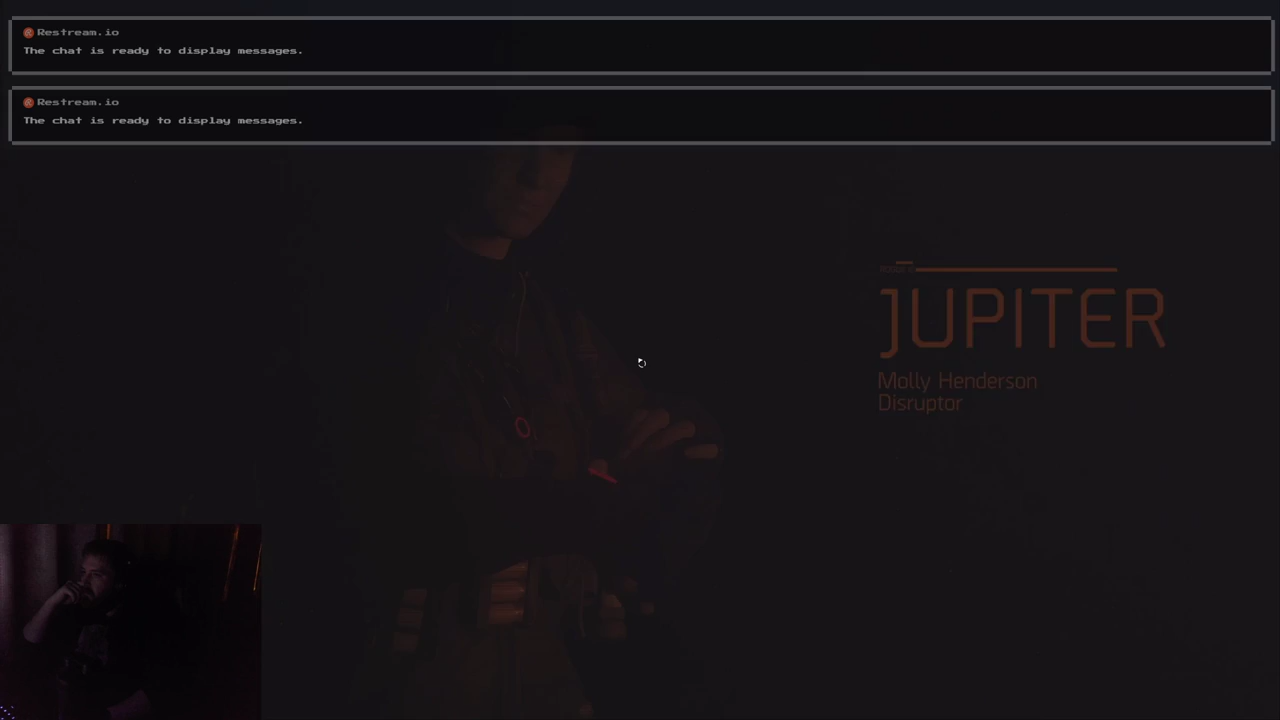 Restream.io
The chat is ready to display messages.
Restream.io
The chat is ready to display messages.
JUPITER
Molly Henderson
Disruptor